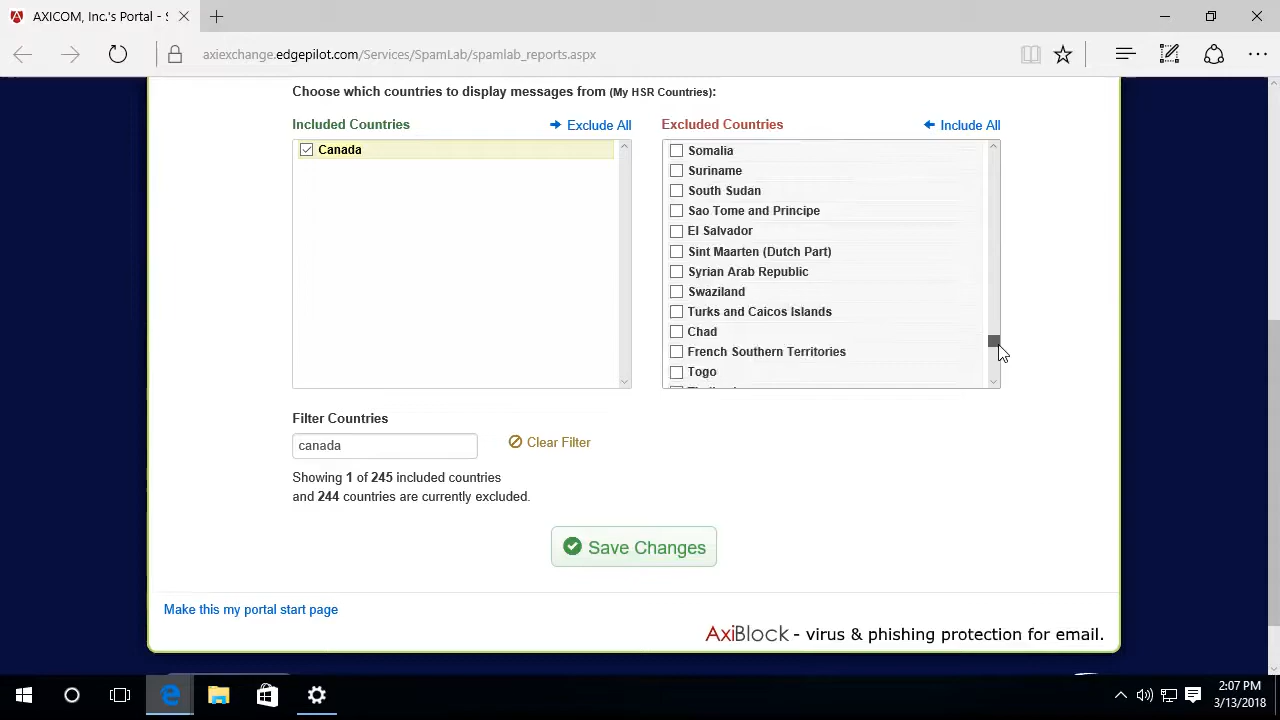 AXICOM, Inc.'s Portal - S
axiexchange.edgepilot.com/Services/SpamLab/spamlab_reports.aspx
Choose which countries to display messages from (My HSR Countries):
Included Countries
Exclude All
Excluded Countries
Include All
Canada
Somalia
Suriname
South Sudan
Sao Tome and Principe
El Salvador
Sint Maarten (Dutch Part)
Syrian Arab Republic
Swaziland
Turks and Caicos Islands
Chad
French Southern Territories
Togo
Filter Countries
canada
Clear Filter
Showing 1 of 245 included countries
and 244 countries are currently excluded.
Save Changes
Make this my portal start page
AxiBlock - virus & phishing protection for email.
2:07 PM
3/13/2018